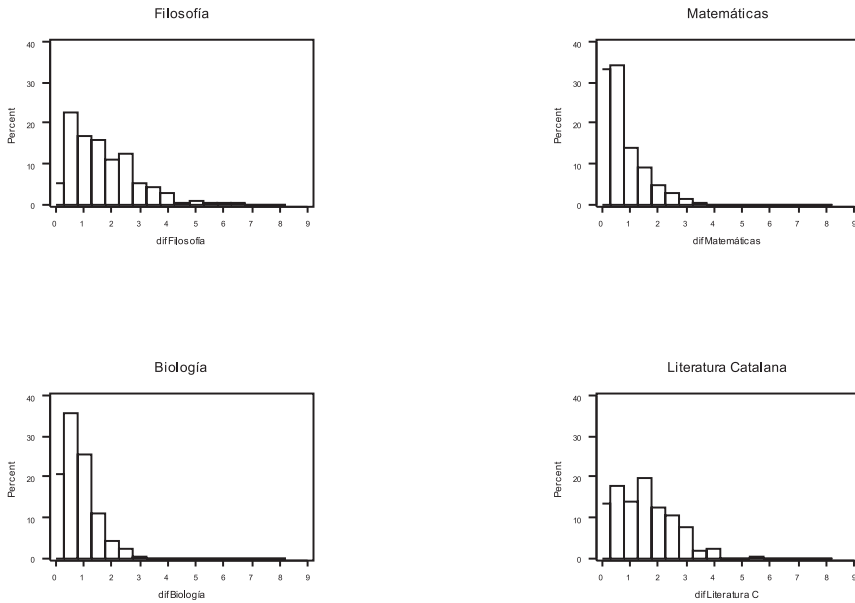 Filosofía
40
30
20
10
0
Percent
0 1 2 3 4 5 6 7 8 9
difFilosofía
Matemáticas
40
30
20
10
0
Percent
0 1 2 3 4 5 6 7 8 9
difMatemáticas
Biología
40
30
20
10
0
Percent
0 1 2 3 4 5 6 7 8 9
difBiología
Literatura Catalana
40
30
20
10
0
Percent
0 1 2 3 4 5 6 7 8 9
difLiteratura C